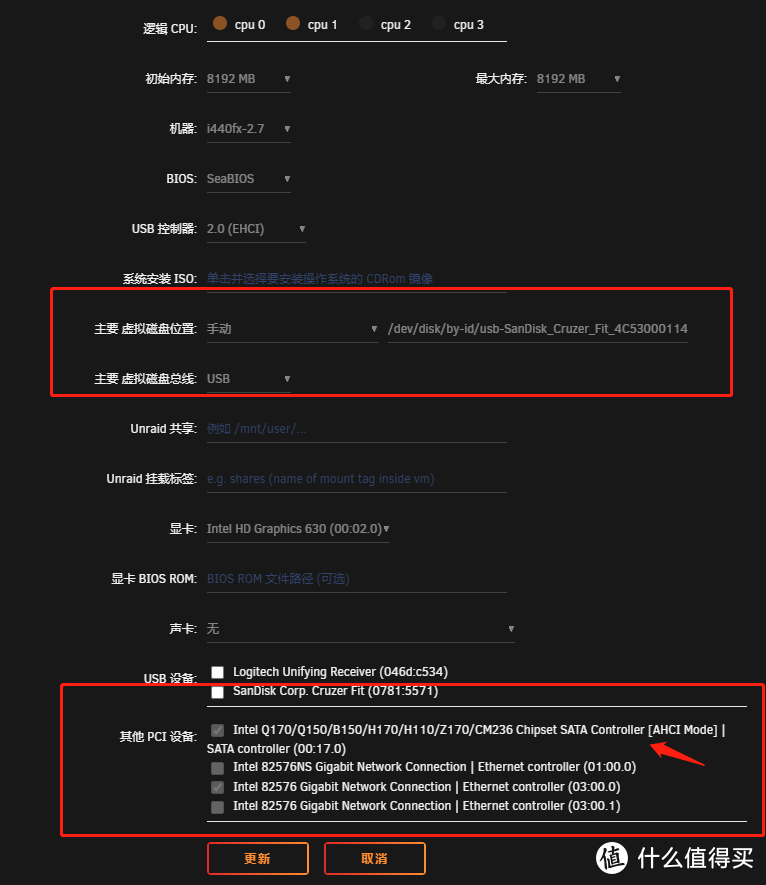 逻辑 CPU: cpu 0 cpu 1 cpu 2 cpu 3
初始内存: 8192 MB 最大内存: 8192 MB
机器: i440fx-2.7
BIOS: SeaBIOS
USB 控制器: 2.0 (EHCI)
系统安装 ISO: 单击并选择要安装操作系统的 CDRom 镜像
主要 虚拟磁盘位置: 手动 /dev/disk/by-id/usb-SanDisk_Cruzer_Fit_4C53000114
主要 虚拟磁盘总线: USB
Unraid 共享: 例如 /mnt/user/...
Unraid 挂载标签: e.g. shares (name of mount tag inside vm)
显卡: Intel HD Graphics 630 (00:02.0)
显卡 BIOS ROM: BIOS ROM 文件路径 (可选)
声卡: 无
USB 设备: Logitech Unifying Receiver (046d:c534)
SanDisk Corp. Cruzer Fit (0781:5571)
其他 PCI 设备: Intel Q170/Q150/B150/H170/H110/Z170/CM236 Chipset SATA Controller [AHCI Mode] |
SATA controller (00:17.0)
Intel 82576NS Gigabit Network Connection | Ethernet controller (01:00.0)
Intel 82576 Gigabit Network Connection | Ethernet controller (03:00.0)
Intel 82576 Gigabit Network Connection | Ethernet controller (03:00.1)
更新 取消
值 什么值得买